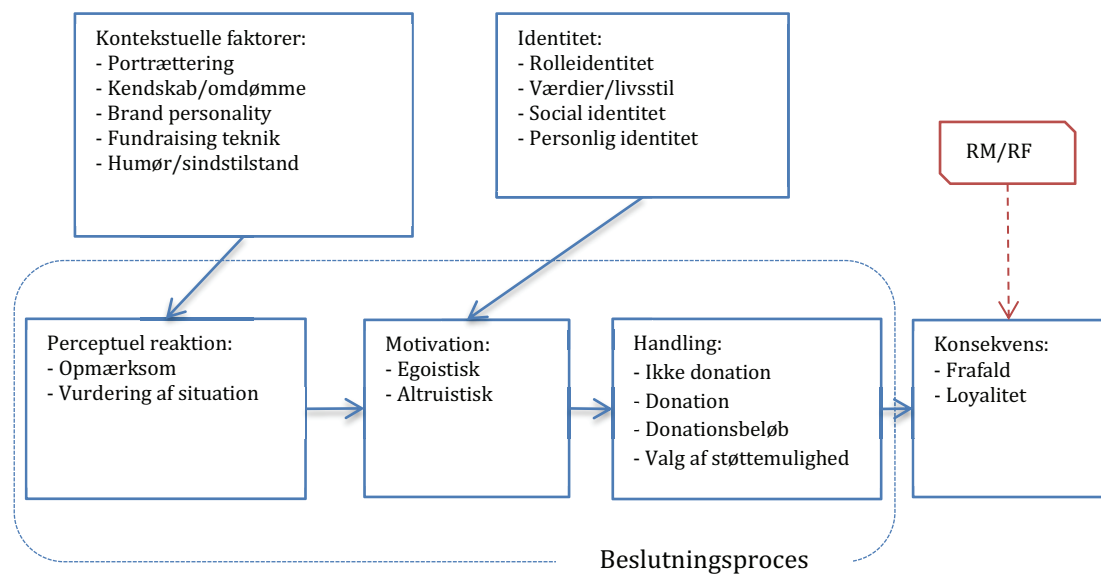 Kontekstuelle faktorer:
- Portrættering
- Kendskab/omdømme
- Brand personality
- Fundraising teknik
- Humør/sindstilstand
Identitet:
- Rolleidentitet
- Værdier/livsstil
- Social identitet
- Personlig identitet
RM/RF
Perceptuel reaktion:
- Opmærksom
- Vurdering af situation
Motivation:
- Egoistisk
- Altruistisk
Handling:
- Ikke donation
- Donation
- Donationsbeløb
- Valg af støttemulighed
Konsekvens:
- Frafald
- Loyalitet
Beslutningsproces